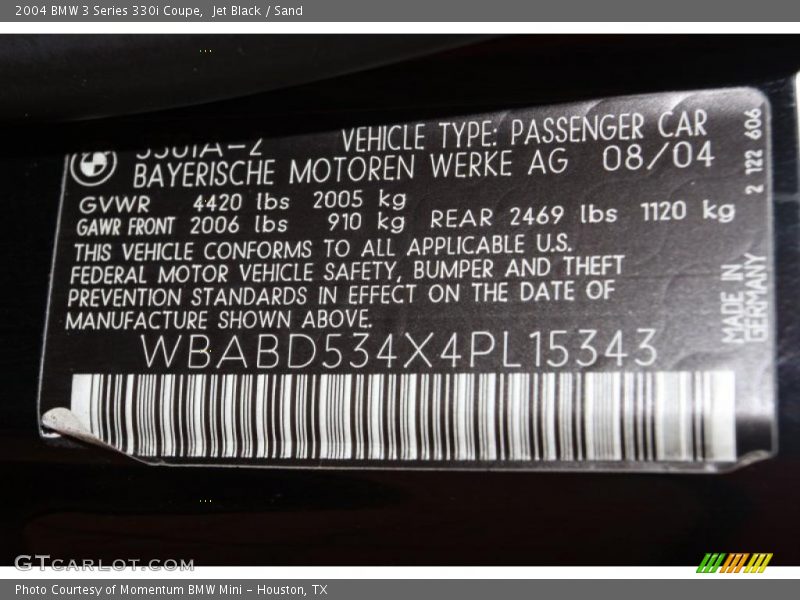 2004 BMW 3 Series 330i Coupe, Jet Black / Sand
VEHICLE TYPE: PASSENGER CAR
BAYERISCHE MOTOREN WERKE AG 08/04
GVWR 4420 lbs 2005 kg
GAWR FRONT 2006 lbs 910 kg REAR 2469 lbs 1120 kg
THIS VEHICLE CONFORMS TO ALL APPLICABLE U.S.
FEDERAL MOTOR VEHICLE SAFETY, BUMPER AND THEFT
PREVENTION STANDARDS IN EFFECT ON THE DATE OF
MANUFACTURE SHOWN ABOVE.
WBABD534X4PL15343
2 122 606
MADE IN
GERMANY
GTCARLOT.COM
Photo Courtesy of Momentum BMW Mini - Houston, TX